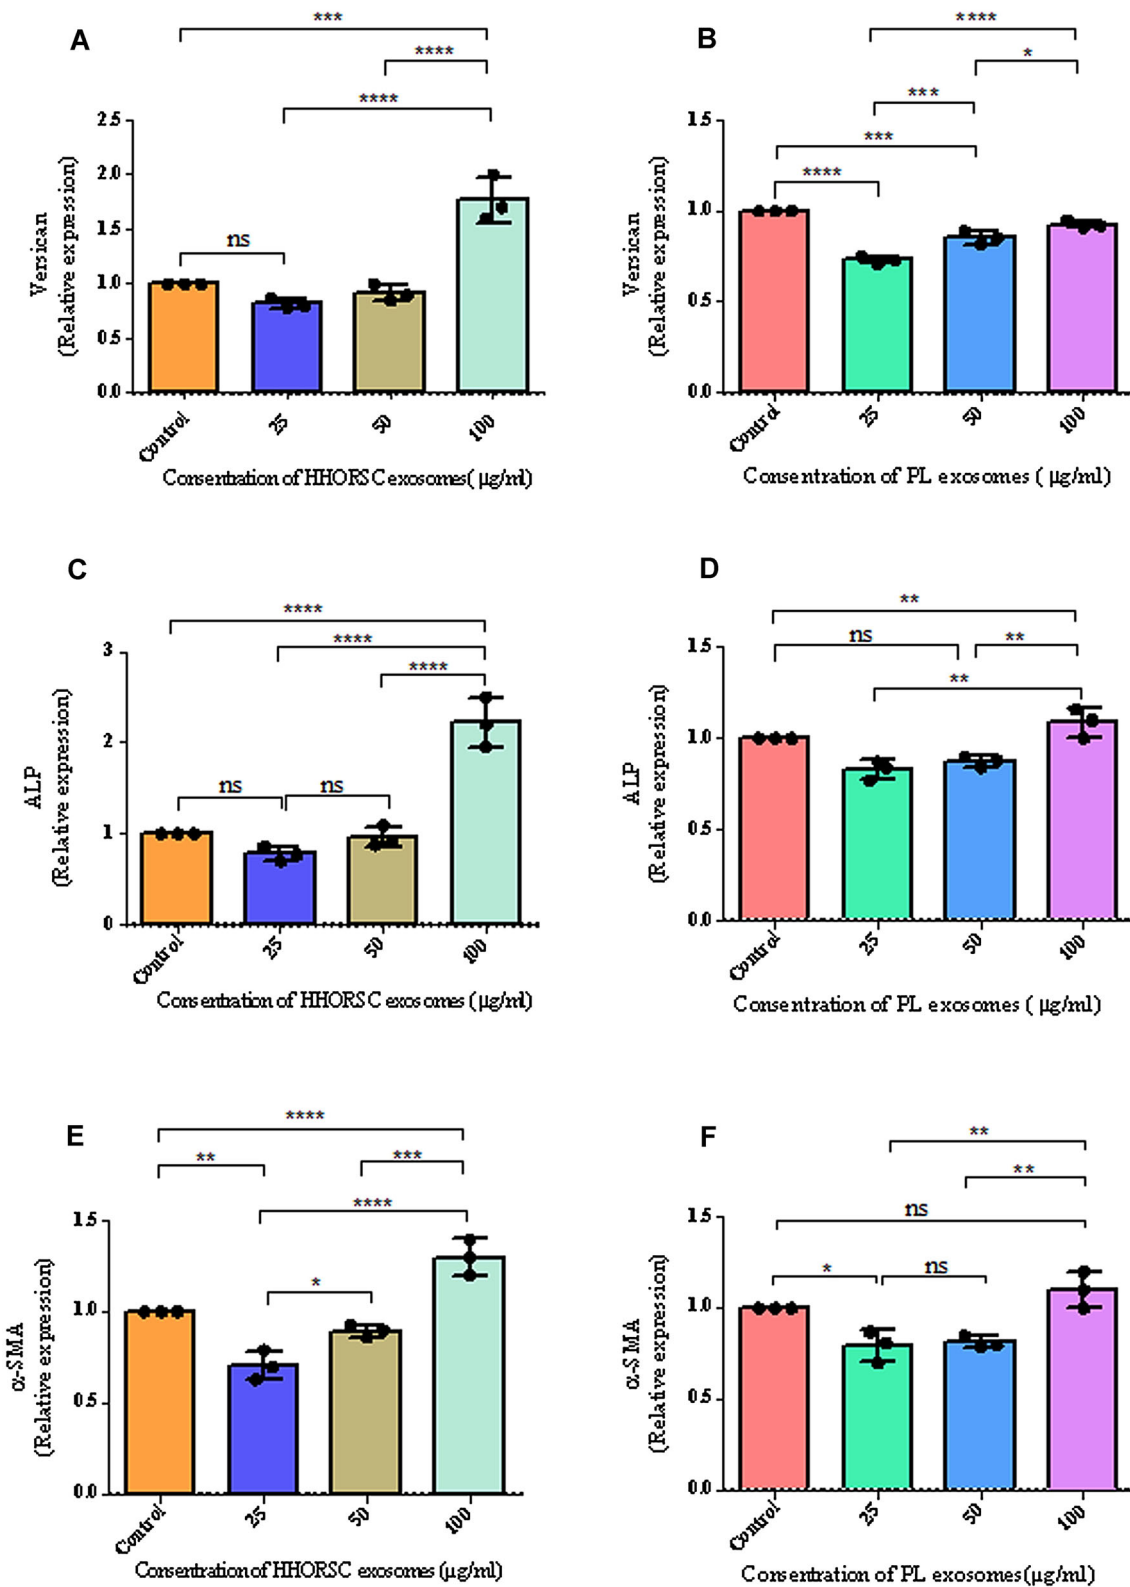 A
***
****
****
2.5
2.0
1.5
1.0
0.5
0.0
ns
Versican
(Relative expression)
Control
25
50
100
Consentration of HHORSC exosomes( µg/ml)
B
****
*
***
***
****
1.5
1.0
0.5
0.0
Versican
(Relative expression)
Control
25
50
100
Consentration of PL exosomes ( µg/ml)
C
****
****
****
3
2
1
0
ns
ns
ALP
(Relative expression)
Control
25
50
100
Consentration of HHORSC exosomes (µg/ml)
D
**
ns
**
**
1.5
1.0
0.5
0.0
ALP
(Relative expression)
Control
25
50
100
Consentration of PL exosomes ( µg/ml)
E
****
**
***
****
*
1.5
1.0
0.5
0.0
α-SMA
(Relative expression)
Control
25
50
100
Consentration of HHORSC exosomes (µg/ml)
F
**
**
ns
*
ns
1.5
1.0
0.5
0.0
α-SMA
(Relative expression)
Control
25
50
100
Consentration of PL exosomes(µg/ml)